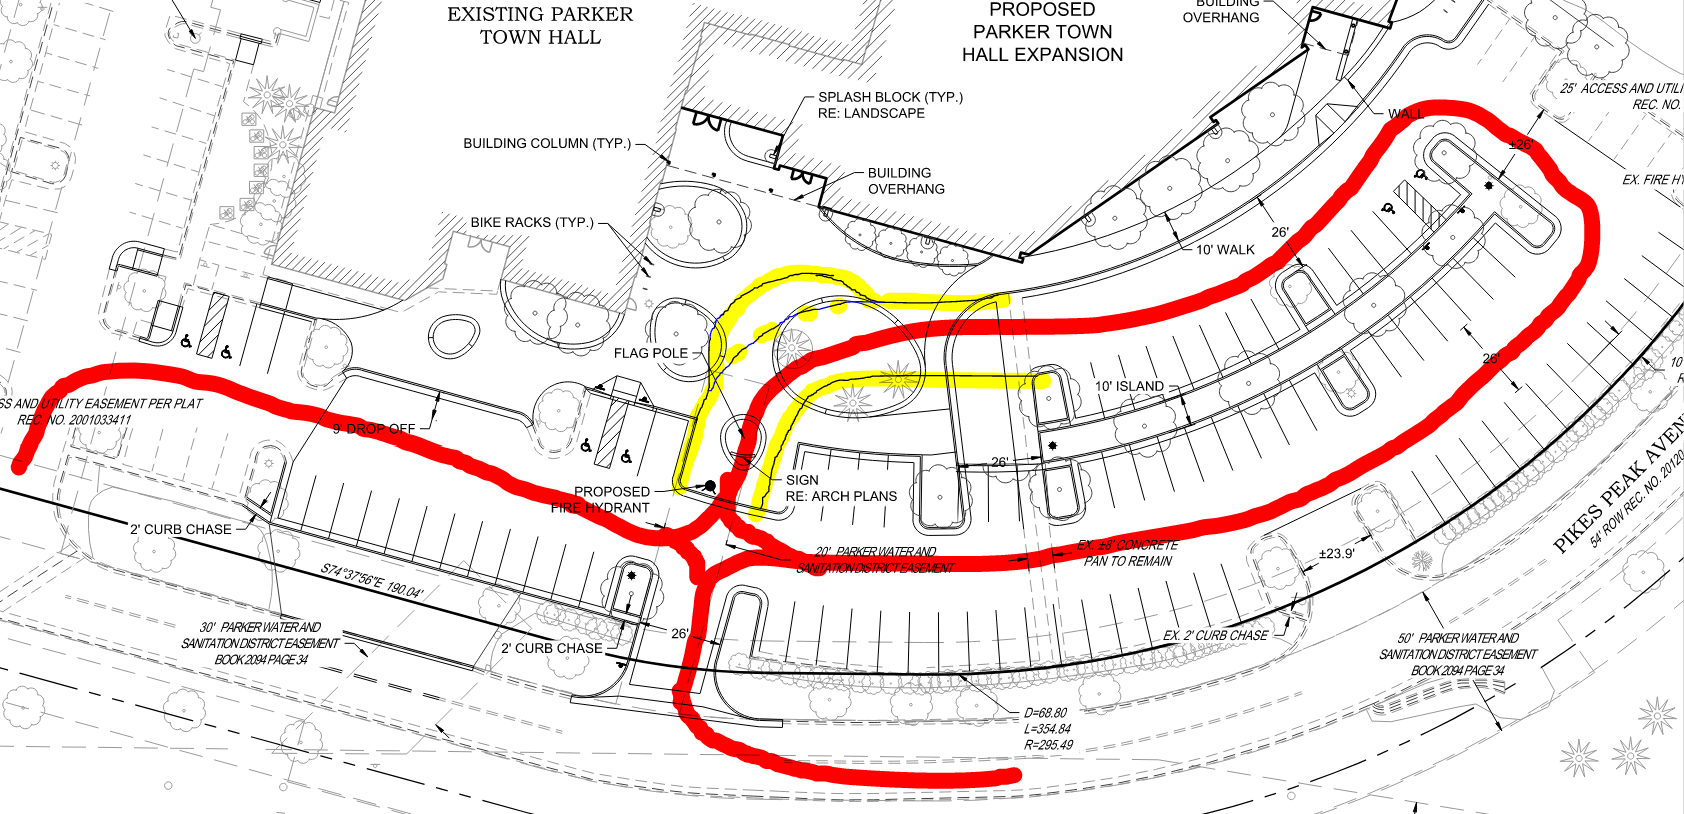 EXISTING PARKER
TOWN HALL
PROPOSED
PARKER TOWN
HALL EXPANSION
BUILDING
OVERHANG
SPLASH BLOCK (TYP.)
RE: LANDSCAPE
25' ACCESS AND UTILI
REC. NO.
WALL
±26'
BUILDING COLUMN (TYP.)
BUILDING
OVERHANG
EX. FIRE HY
BIKE RACKS (TYP.)
26'
10' WALK
FLAG POLE
26'
10'
R
10' ISLAND
SS AND UTILITY EASEMENT PER PLAT
REC. NO. 2001033411
9' DROP OFF
26'
SIGN
RE: ARCH PLANS
PROPOSED
FIRE HYDRANT
PIKES PEAK AVEN
54' ROW REC. NO. 20120
2' CURB CHASE
20' PARKER WATER AND
SANITATION DISTRICT EASEMENT
EX. ±8' CONCRETE
PAN TO REMAIN
±23.9'
S74°37'56"E 190.04'
30' PARKER WATER AND
SANITATION DISTRICT EASEMENT
BOOK 2094 PAGE 34
26'
2' CURB CHASE
EX. 2' CURB CHASE
50' PARKER WATER AND
SANITATION DISTRICT EASEMENT
BOOK 2094 PAGE 34
D=68.80
L=354.84
R=295.49